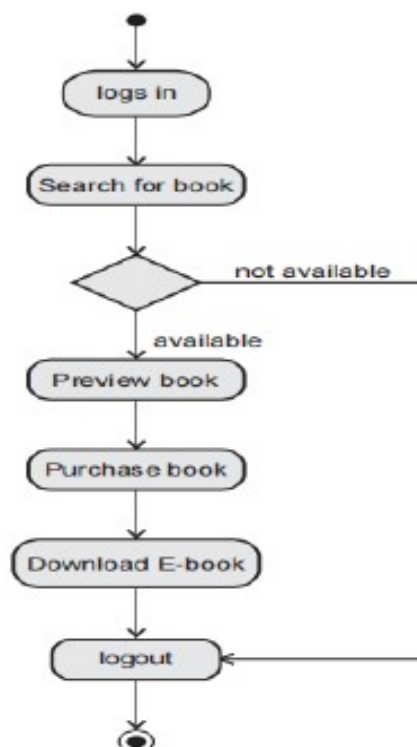 logs in
Search for book
not available
available
Preview book
Purchase book
Download E-book
logout